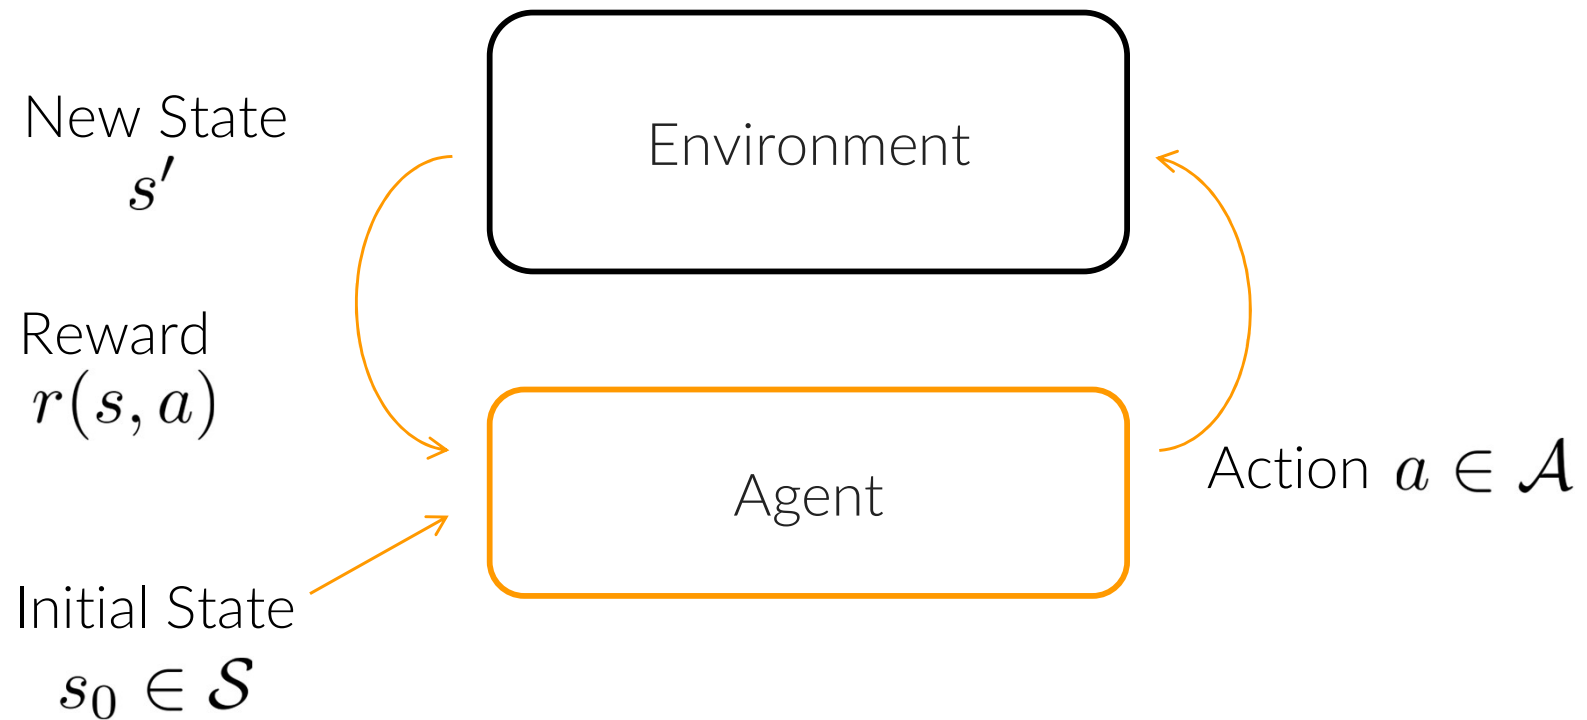 New State
s′
Environment
Reward
r(s, a)
Agent
Action a ∈ 𝒜
Initial State
s₀ ∈ 𝒮